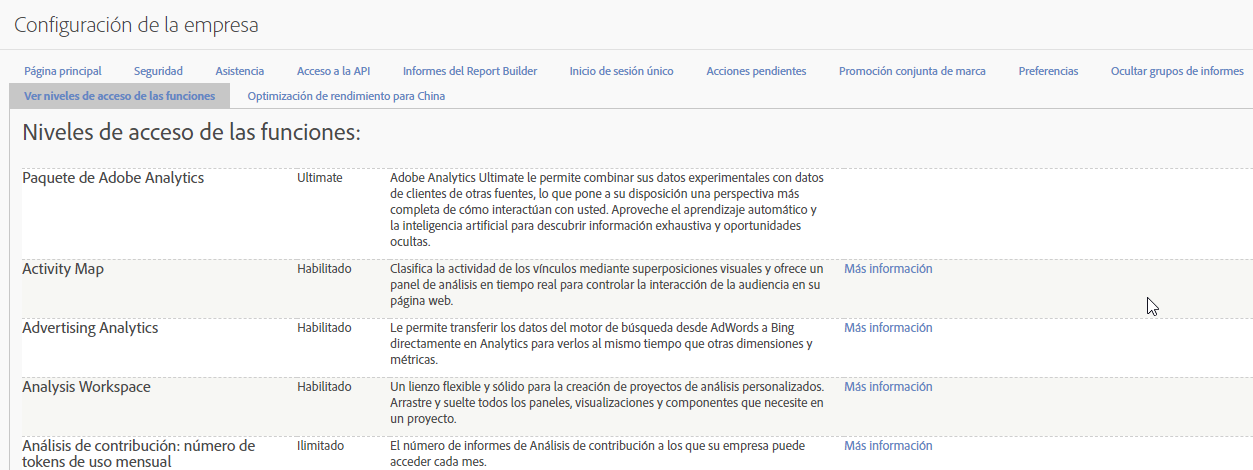 Configuración de la empresa
Página principal Seguridad Asistencia Acceso a la API Informes del Report Builder Inicio de sesión único Acciones pendientes Promoción conjunta de marca Preferencias Ocultar grupos de informes
Ver niveles de acceso de las funciones Optimización de rendimiento para China
Niveles de acceso de las funciones:
Paquete de Adobe Analytics Ultimate Adobe Analytics Ultimate le permite combinar sus datos experimentales con datos
de clientes de otras fuentes, lo que pone a su disposición una perspectiva más
completa de cómo interactúan con usted. Aproveche el aprendizaje automático y
la inteligencia artificial para descubrir información exhaustiva y oportunidades
ocultas.
Activity Map Habilitado Clasifica la actividad de los vínculos mediante superposiciones visuales y ofrece un Más información
panel de análisis en tiempo real para controlar la interacción de la audiencia en su
página web.
Advertising Analytics Habilitado Le permite transferir los datos del motor de búsqueda desde AdWords a Bing Más información
directamente en Analytics para verlos al mismo tiempo que otras dimensiones y
métricas.
Analysis Workspace Habilitado Un lienzo flexible y sólido para la creación de proyectos de análisis personalizados. Más información
Arrastre y suelte todos los paneles, visualizaciones y componentes que necesite en
un proyecto.
Análisis de contribución: número de Ilimitado El número de informes de Análisis de contribución a los que su empresa puede Más información
tokens de uso mensual acceder cada mes.